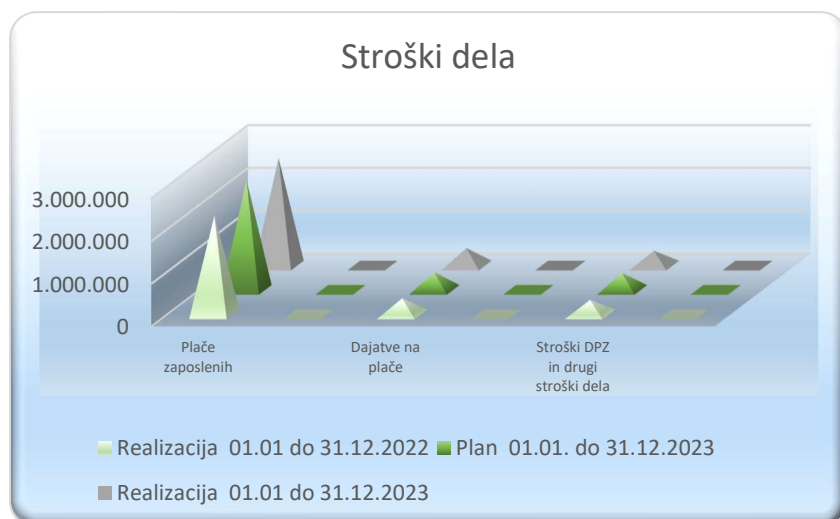 Stroški dela
3.000.000
2.000.000
1.000.000
0
Plače
zaposlenih
Dajatve na
plače
Stroški DPZ
in drugi
stroški dela
Realizacija 01.01 do 31.12.2022
Plan 01.01. do 31.12.2023
Realizacija 01.01 do 31.12.2023